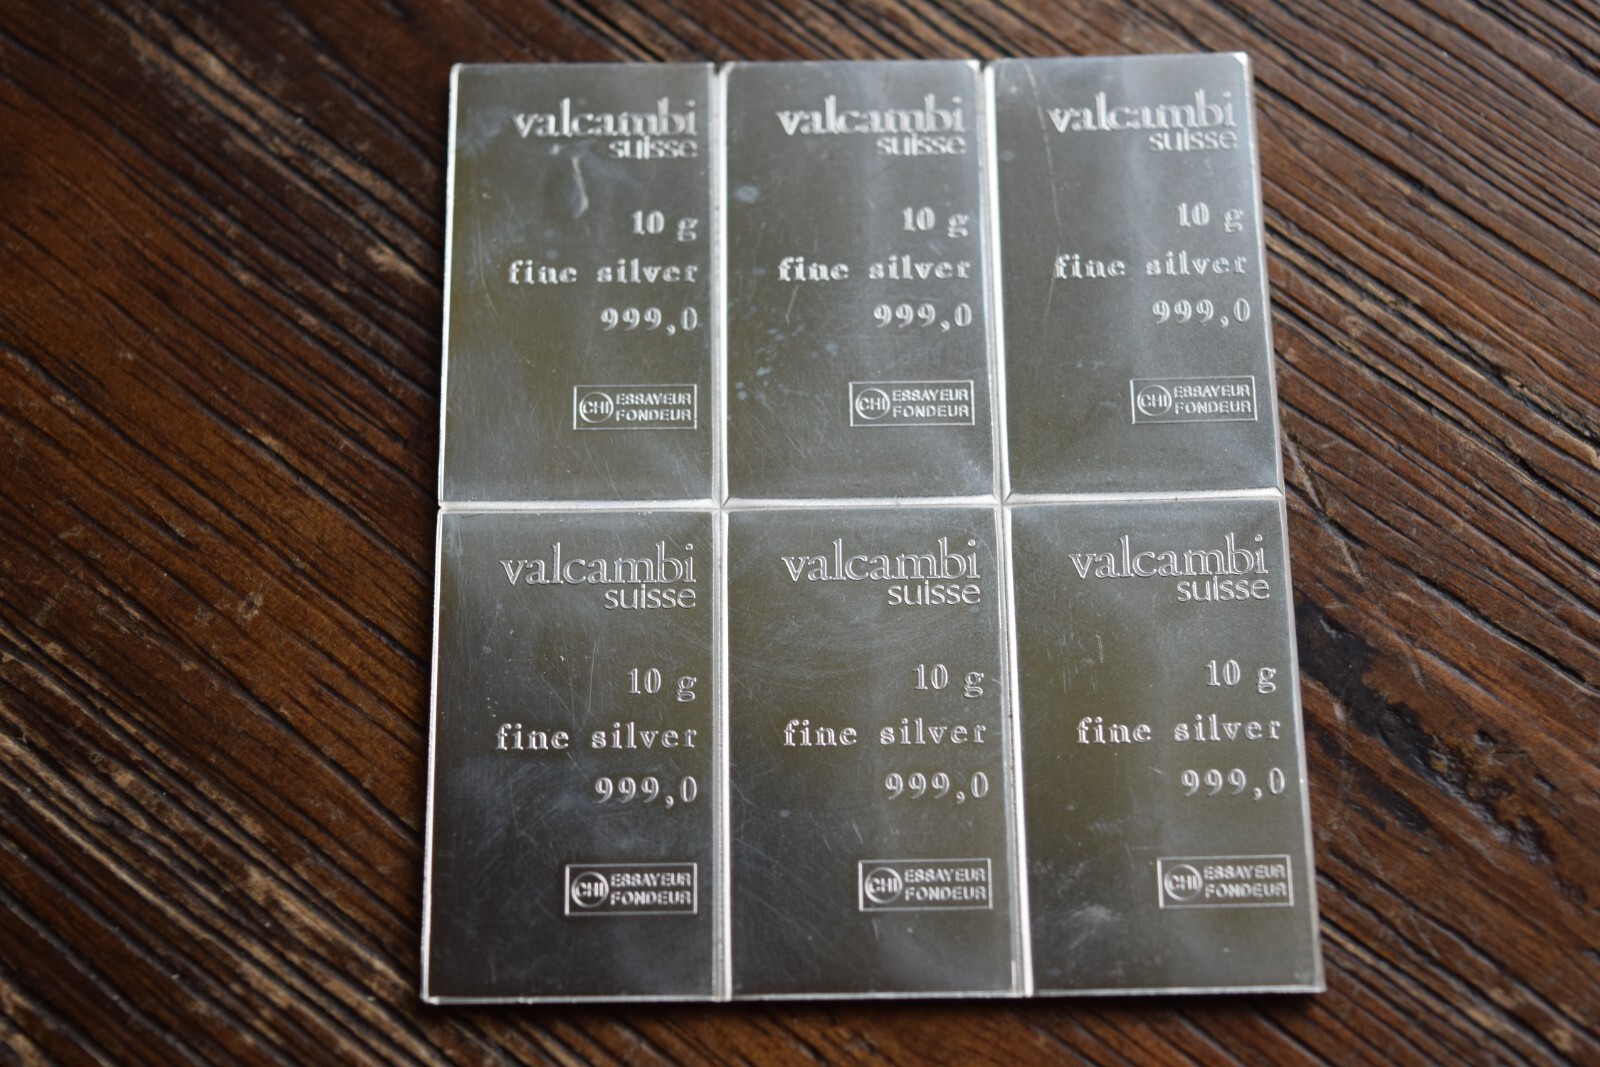 valcambi
suisse
10 g
fine silver
999,0
CHI ESSAYEUR
FONDEUR
valcambi
suisse
10 g
fine silver
999,0
CHI ESSAYEUR
FONDEUR
valcambi
suisse
10 g
fine silver
999,0
CHI ESSAYEUR
FONDEUR
valcambi
suisse
10 g
fine silver
999,0
CHI ESSAYEUR
FONDEUR
valcambi
suisse
10 g
fine silver
999,0
CHI ESSAYEUR
FONDEUR
valcambi
suisse
10 g
fine silver
999,0
CHI ESSAYEUR
FONDEUR